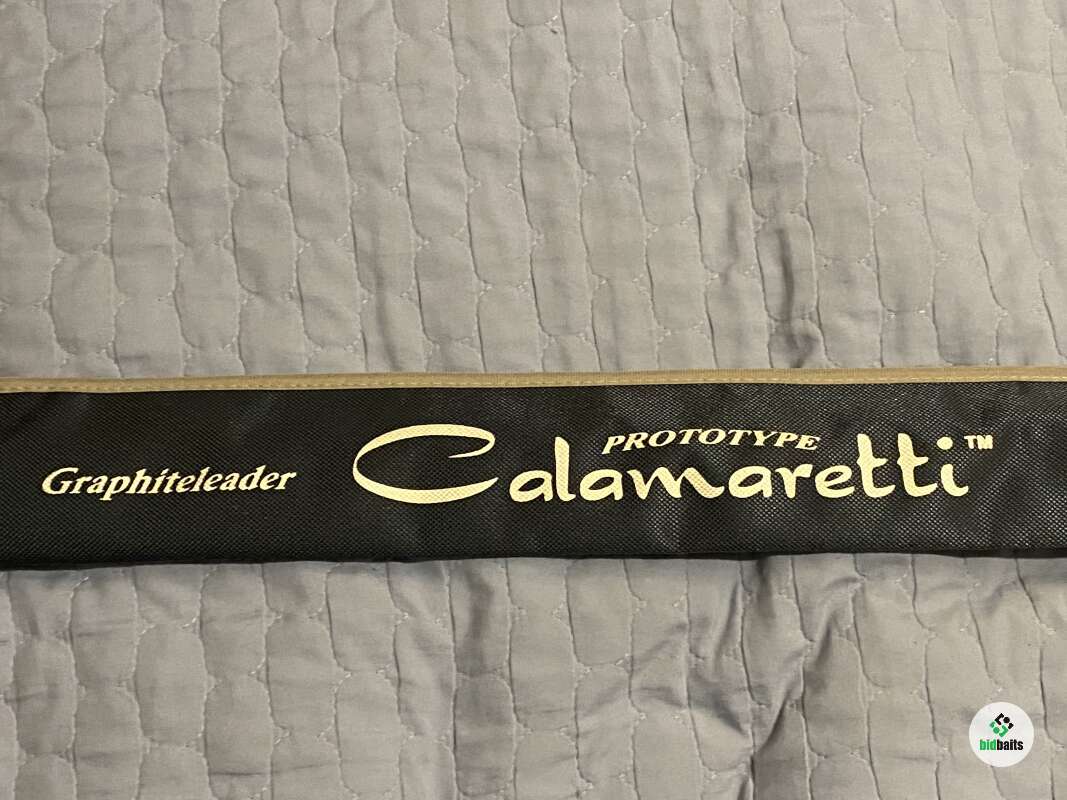 Graphiteleader
PROTOTYPE
Calamaretti™
bidbaits